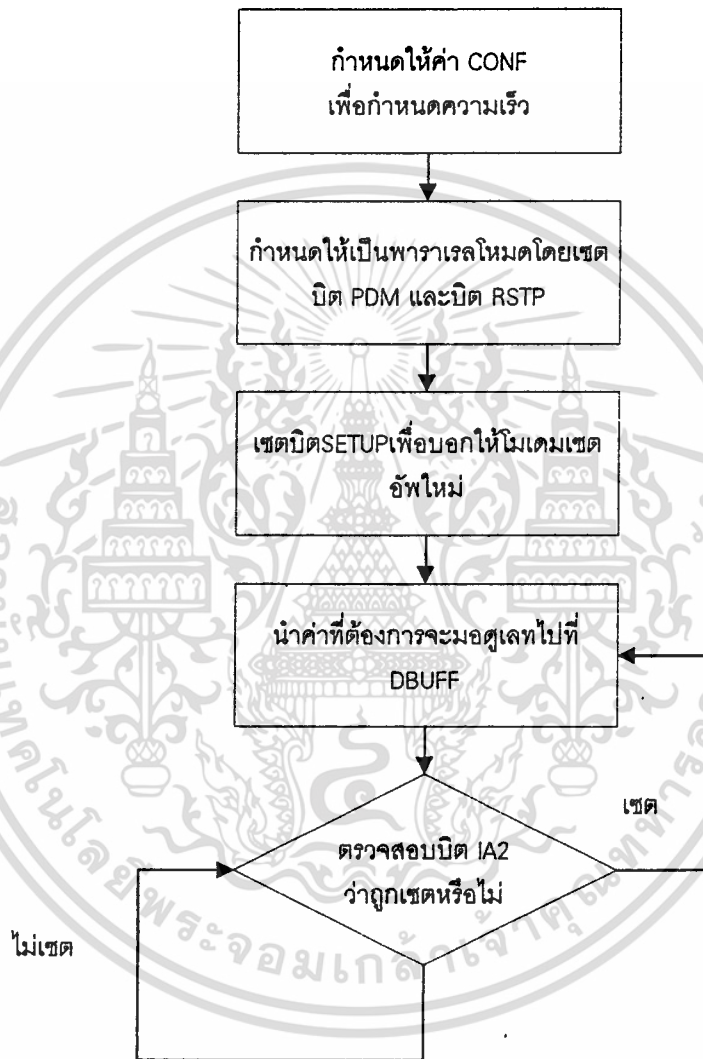 กำหนดให้ค่า CONF
เพื่อกำหนดความเร็ว
กำหนดให้เป็นพาราเรลโหมดโดยเซต
บิต PDM และบิต RSTP
เซตบิตSETUPเพื่อบอกให้โมเดมเซต
อัพใหม่
นำค่าที่ต้องการจะมอดูเลทไปที่
DBUFF
เซต
ตรวจสอบบิต IA2
ว่าถูกเซตหรือไม่
ไม่เซต